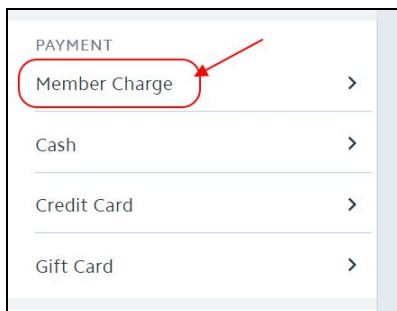 PAYMENT
Member Charge
Cash
Credit Card
Gift Card